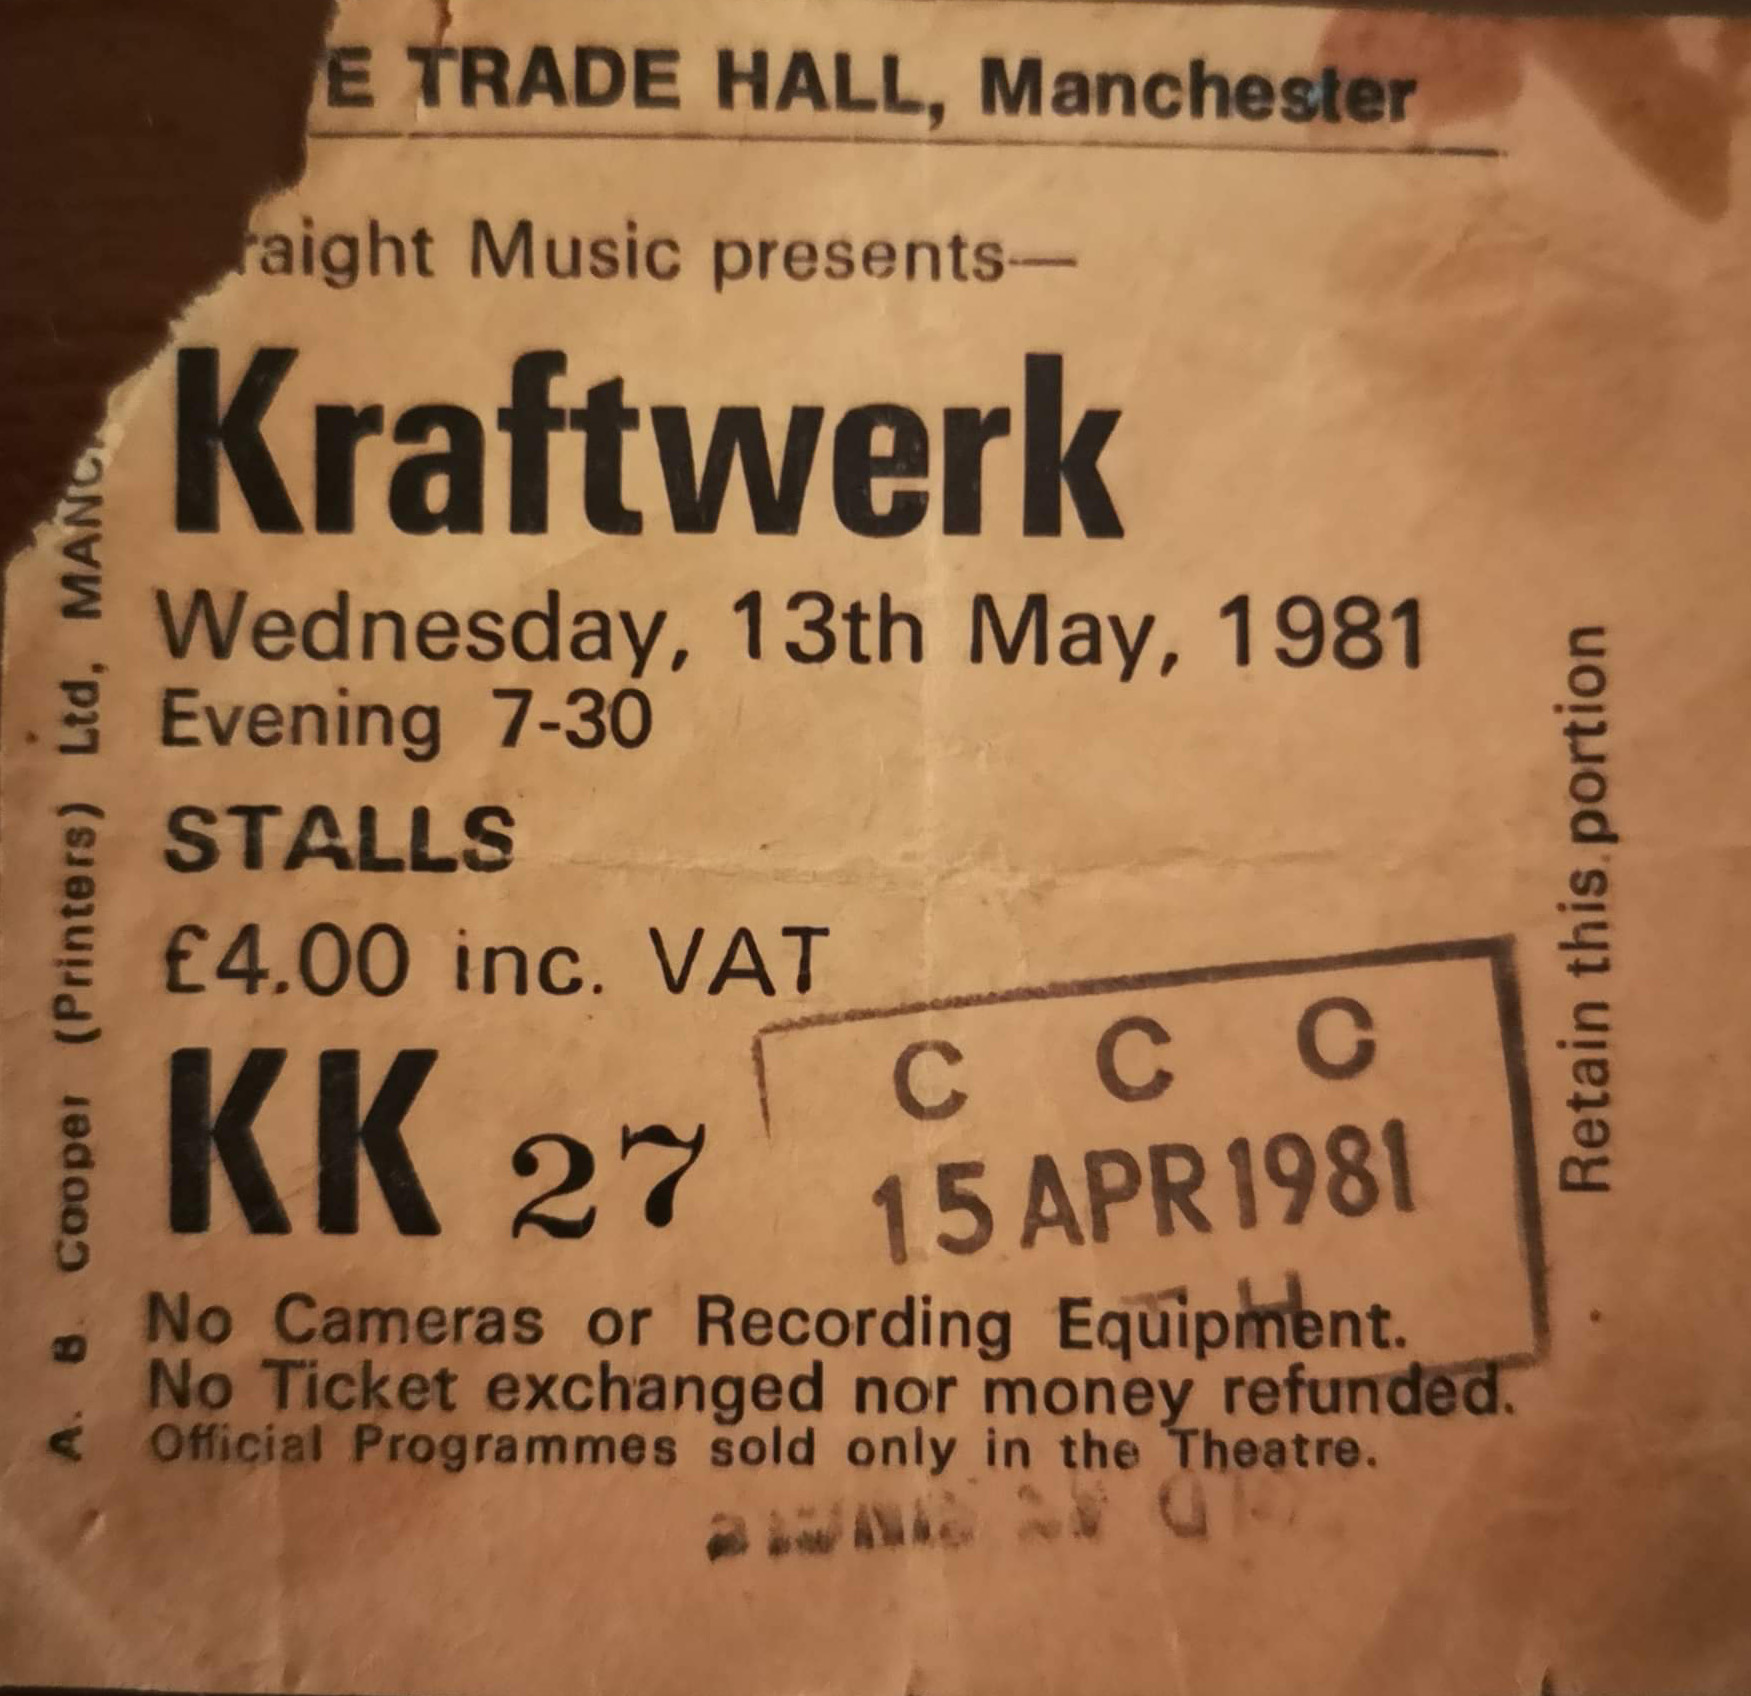 E TRADE HALL, Manchester
raight Music presents—
Kraftwerk
Wednesday, 13th May, 1981
Evening 7-30
STALLS
£4.00 inc. VAT
KK 27
C C C
15 APR 1981
No Cameras or Recording Equipment.
No Ticket exchanged nor money refunded.
Official Programmes sold only in the Theatre.
A. B. Cooper (Printers) Ltd, MANC
Retain this portion